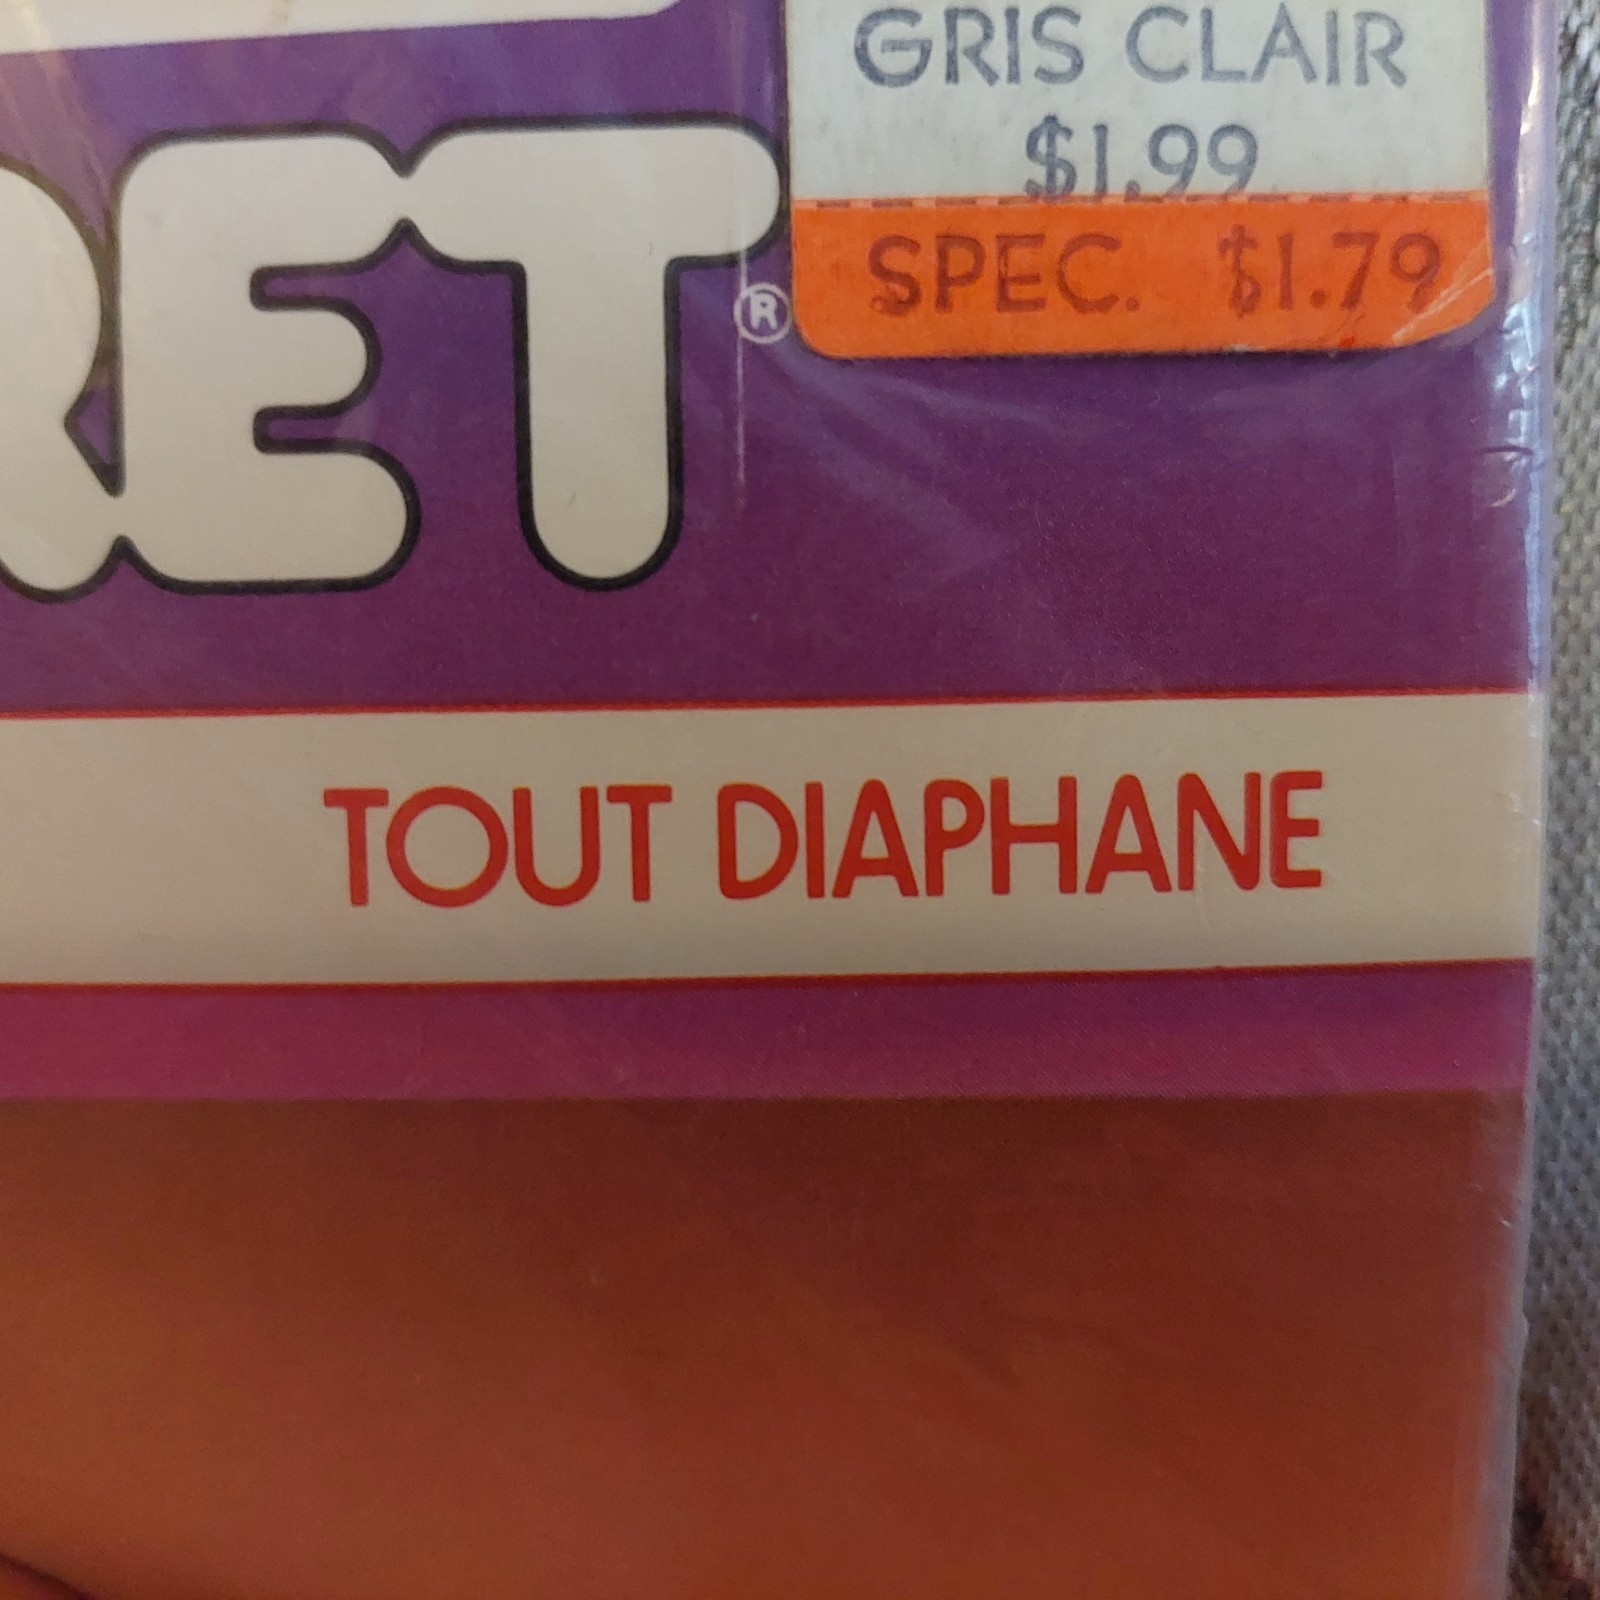 GRIS CLAIR
$1.99
SPEC. $1.79
RET®
TOUT DIAPHANE